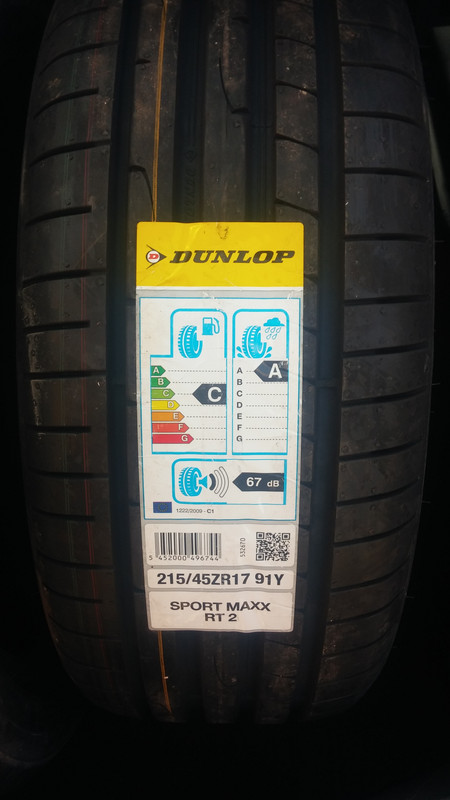 DUNLOP
A
B
C
D
E
F
G
C
A
B
C
D
E
F
G
A
67 dB
1222/2009 - C1
5 452000 496744
532670
215/45ZR17 91Y
SPORT MAXX
RT 2